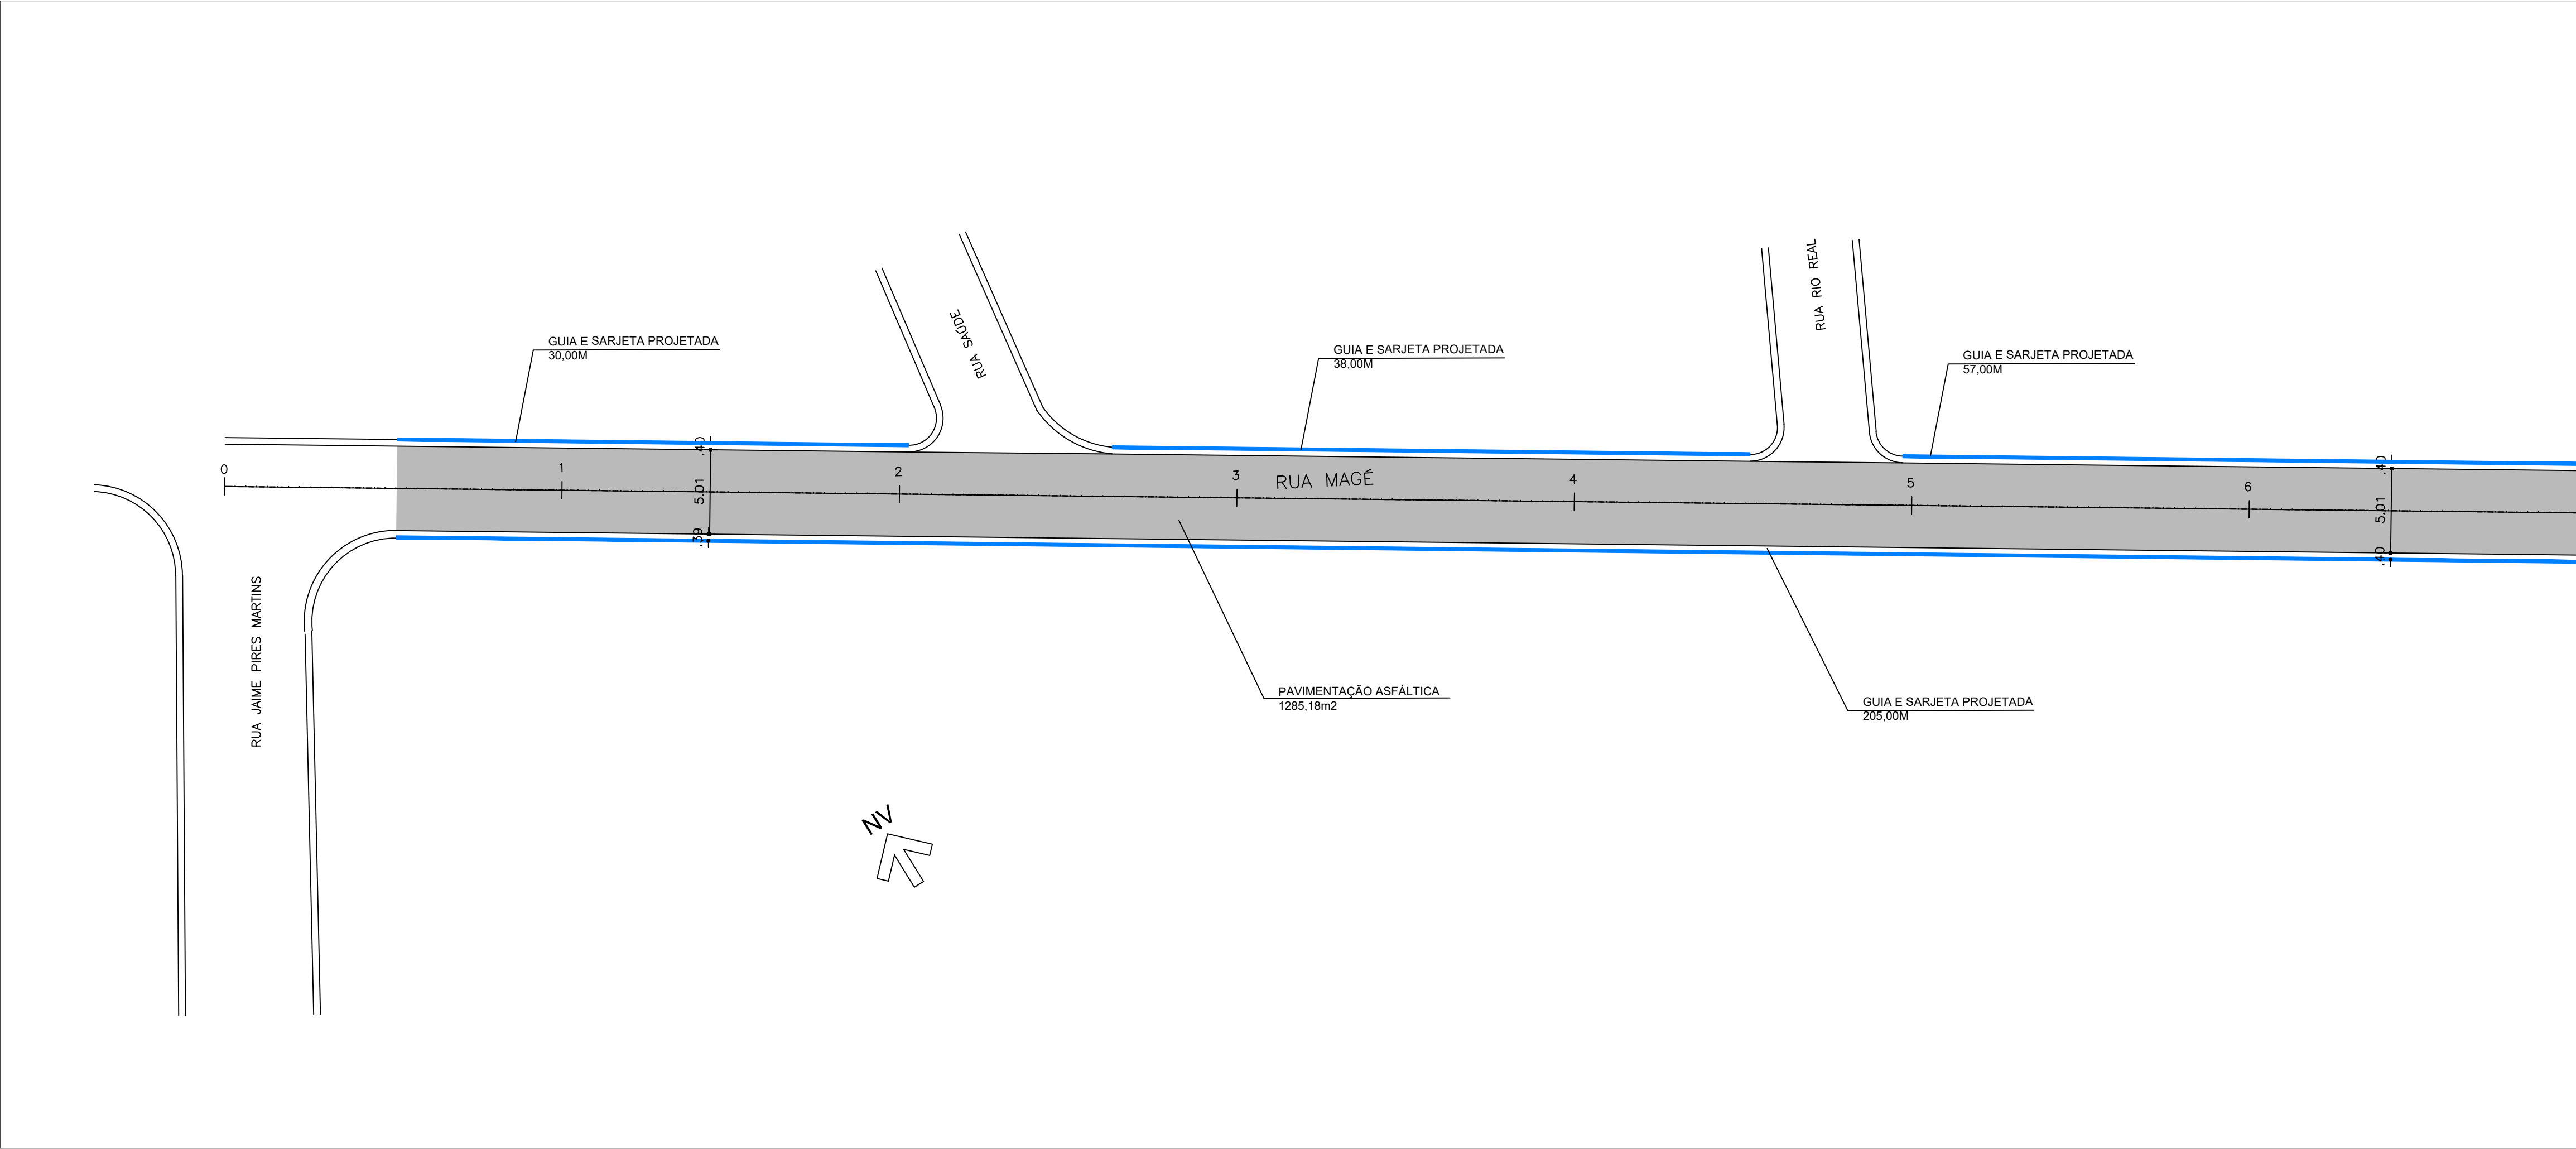 RUA RIO REAL
RUA SAÚDE
GUIA E SARJETA PROJETADA
30,00M
GUIA E SARJETA PROJETADA
38,00M
GUIA E SARJETA PROJETADA
57,00M
.40
.40
0
1
2
3
RUA MAGÉ
4
5
6
5.01
5.01
.39
.40
RUA JAIME PIRES MARTINS
PAVIMENTAÇÃO ASFÁLTICA
1285,18m2
GUIA E SARJETA PROJETADA
205,00M
NV